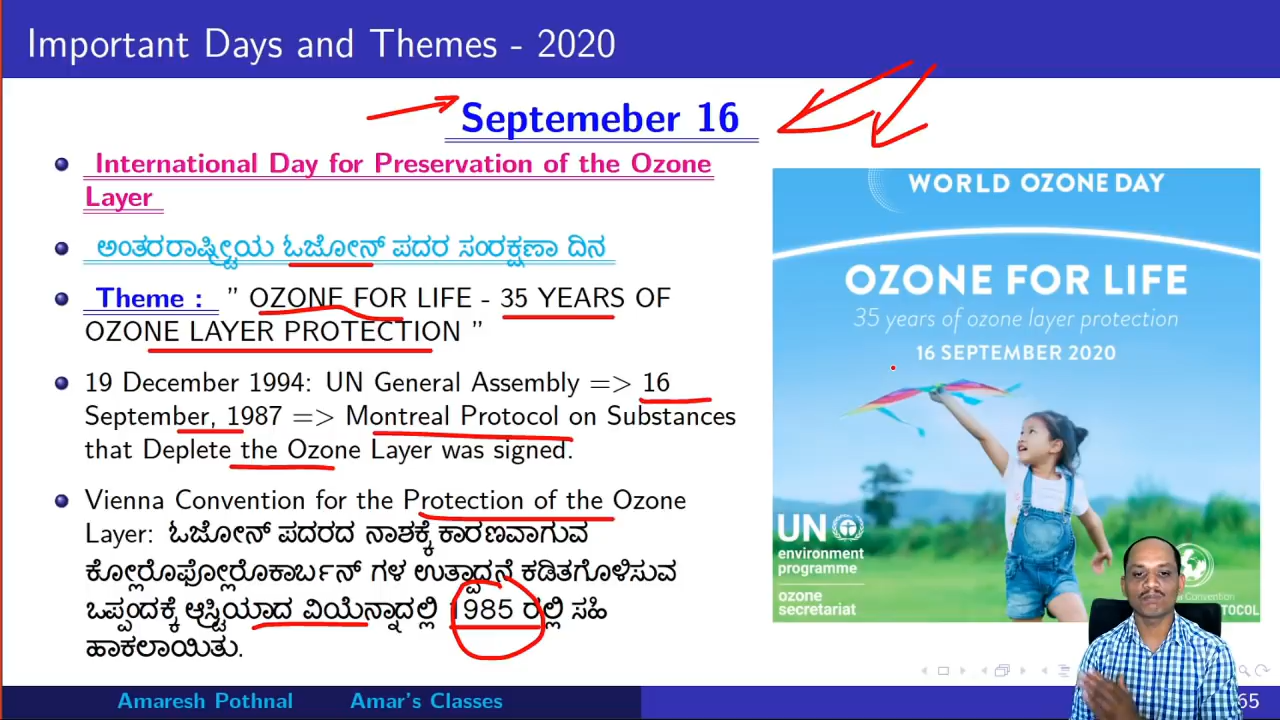 Important Days and Themes - 2020
Septemeber 16
International Day for Preservation of the Ozone
Layer
ಅಂತರರಾಷ್ಟ್ರೀಯ ಓಜೋನ್ ಪದರ ಸಂರಕ್ಷಣಾ ದಿನ
Theme : " OZONE FOR LIFE - 35 YEARS OF
OZONE LAYER PROTECTION "
19 December 1994: UN General Assembly => 16
September, 1987 => Montreal Protocol on Substances
that Deplete the Ozone Layer was signed.
Vienna Convention for the Protection of the Ozone
Layer: ಓಜೋನ್ ಪದರದ ನಾಶಕ್ಕೆ ಕಾರಣವಾಗುವ
ಕೋಲ್ಲೊರೊಫೋಲ್ಲೊರೊಕಾರ್ಬನ್ ಗಳ ಉತ್ಪಾದನೆ ಕಡಿತಗೊಳಿಸುವ
ಒಪ್ಪಂದಕ್ಕೆ ಆಸ್ಟ್ರಿಯಾದ ವಿಯೆನ್ನಾದಲ್ಲಿ 1985 ರಲ್ಲಿ ಸಹಿ
ಹಾಕಲಾಯಿತು.
WORLD OZONE DAY
OZONE FOR LIFE
35 years of ozone layer protection
16 SEPTEMBER 2020
UN
environment
programme
ozone
secretariat
Convention
Amaresh Pothnal Amar's Classes
65